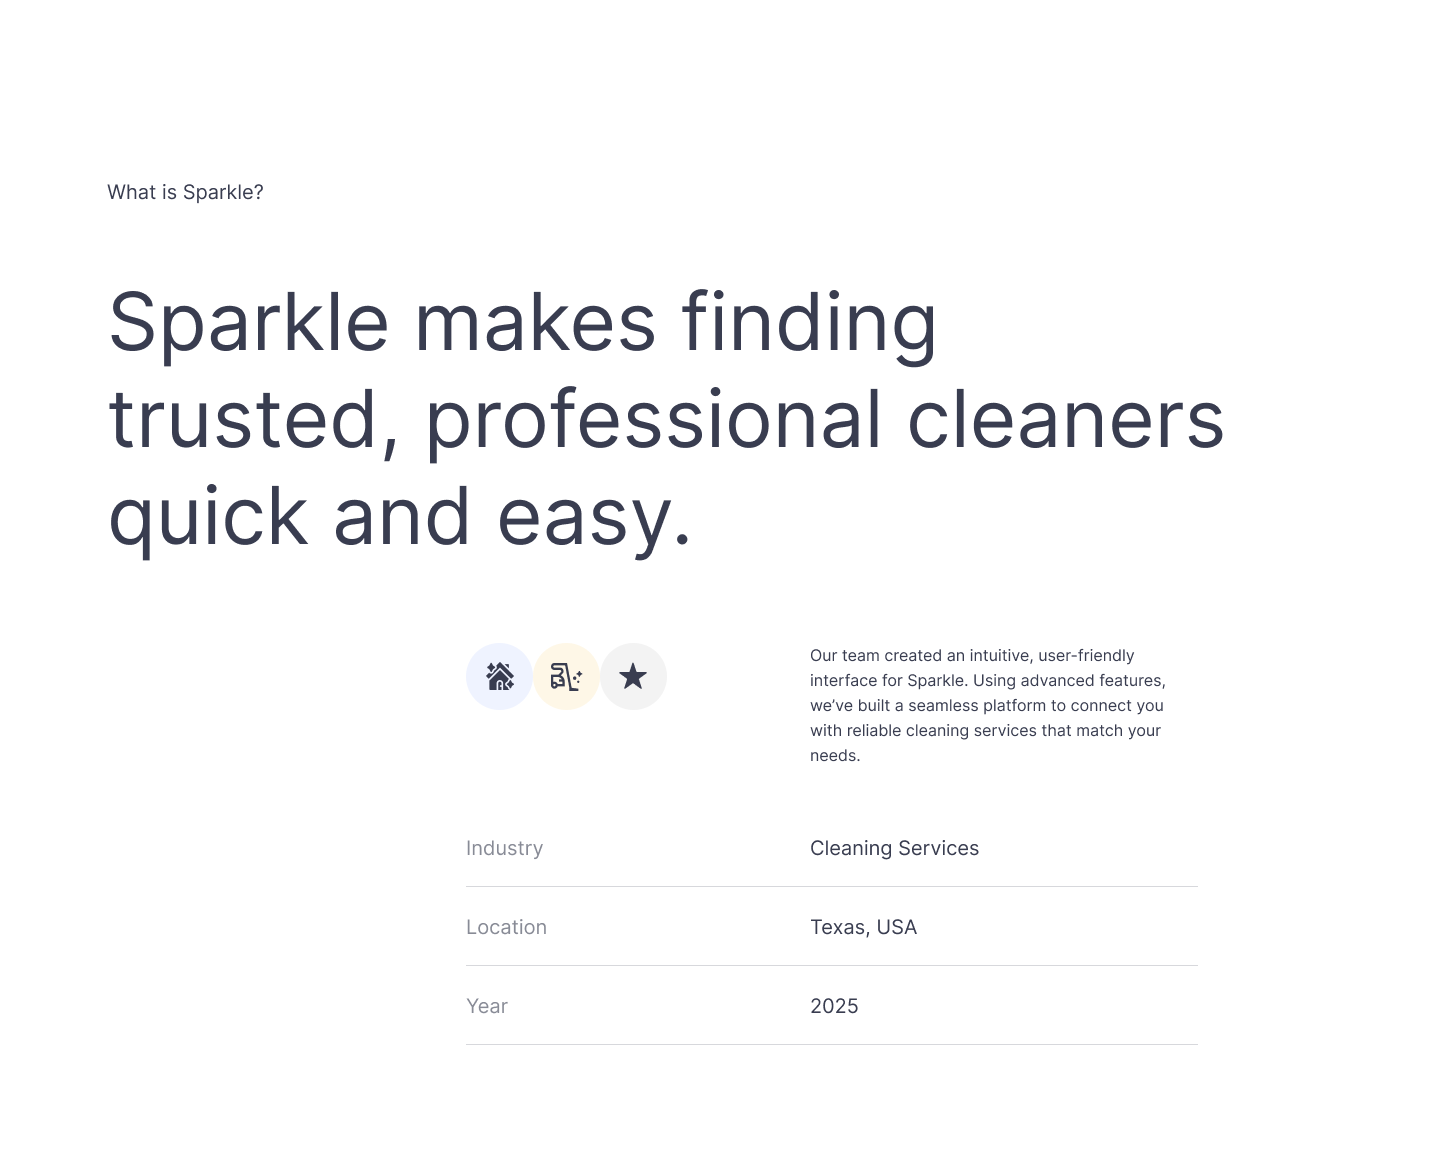 What is Sparkle?
Sparkle makes finding
trusted, professional cleaners
quick and easy.
Our team created an intuitive, user-friendly
interface for Sparkle. Using advanced features,
we’ve built a seamless platform to connect you
with reliable cleaning services that match your
needs.
Industry Cleaning Services
Location Texas, USA
Year 2025